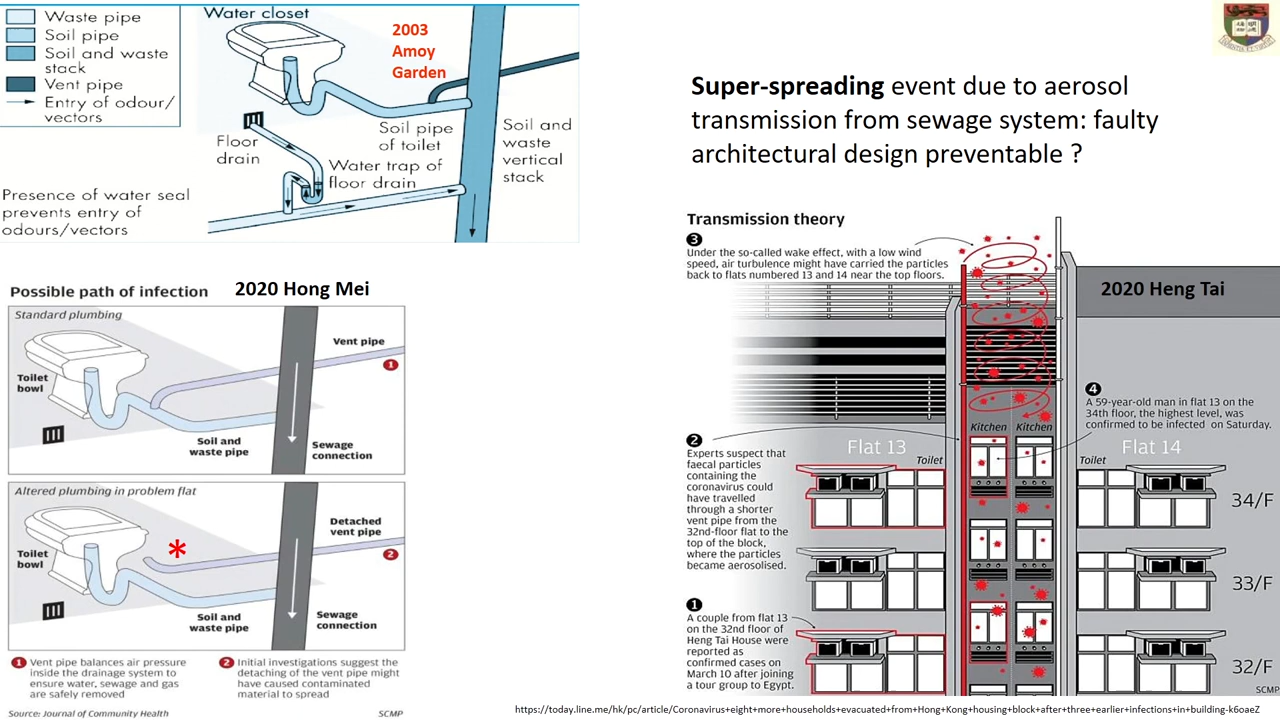 Waste pipe
Soil pipe
Soil and waste
stack
Vent pipe
Entry of odour/
vectors
Water closet
2003
Amoy
Garden
Floor
drain
Soil pipe
of toilet
Soil and
waste
vertical
stack
Water trap of
floor drain
Presence of water seal
prevents entry of
odours/vectors
Super-spreading event due to aerosol
transmission from sewage system: faulty
architectural design preventable ?
Possible path of infection
2020 Hong Mei
Standard plumbing
Vent pipe
1
Toilet
bowl
Soil and
waste pipe
Sewage
connection
Altered plumbing in problem flat
*
Detached
vent pipe
2
Toilet
bowl
Soil and
waste pipe
Sewage
connection
1 Vent pipe balances air pressure
inside the drainage system to
ensure water, sewage and gas
are safely removed
2 Initial investigations suggest the
detaching of the vent pipe might
have caused contaminated
material to spread
Source: Journal of Community Health
SCMP
Transmission theory
3
Under the so-called wake effect, with a low wind
speed, air turbulence might have carried the particles
back to flats numbered 13 and 14 near the top floors.
2020 Heng Tai
4
A 59-year-old man in flat 13 on the
34th floor, the highest level, was
confirmed to be infected on Saturday.
Kitchen
Kitchen
2
Experts suspect that
faecal particles
containing the
coronavirus could
have travelled
through a shorter
vent pipe from the
32nd-floor flat to the
top of the block,
where the particles
became aerosolised.
Flat 13
Toilet
Flat 14
Toilet
34/F
33/F
32/F
1
A couple from flat 13
on the 32nd floor of
Heng Tai House were
reported as
confirmed cases on
March 10 after joining
a tour group to Egypt.
SCMP
https://today.line.me/hk/pc/article/Coronavirus+eight+more+households+evacuated+from+Hong+Kong+housing+block+after+three+earlier+infections+in+building-k6oaeZ